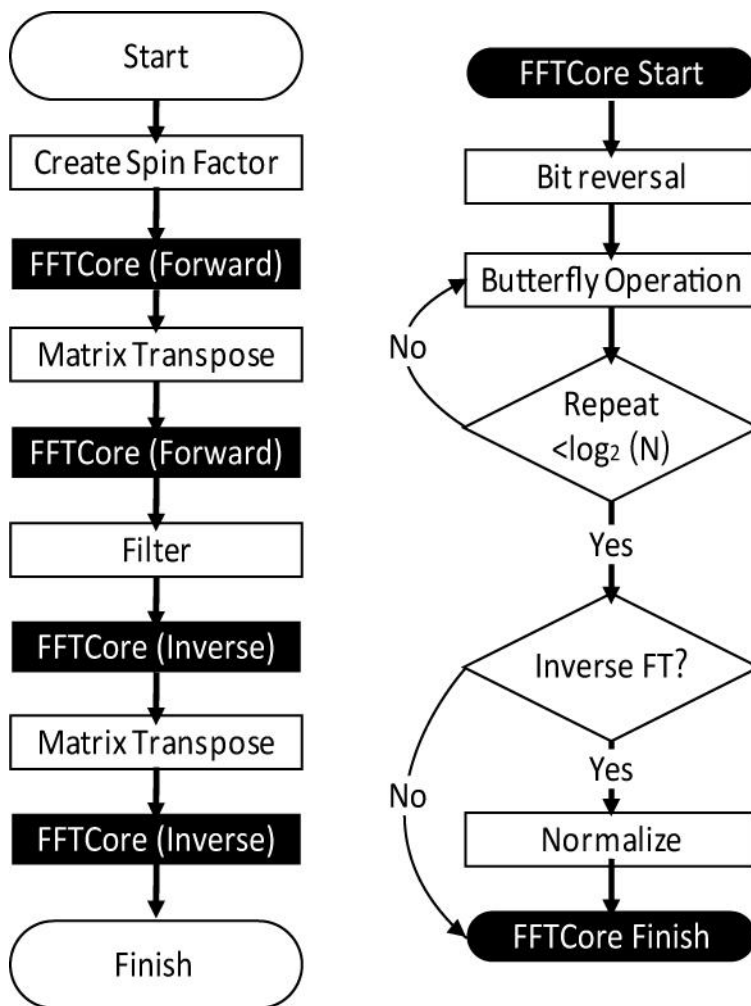 Start
Create Spin Factor
FFTCore (Forward)
Matrix Transpose
FFTCore (Forward)
Filter
FFTCore (Inverse)
Matrix Transpose
FFTCore (Inverse)
Finish
FFTCore Start
Bit reversal
Butterfly Operation
No
Repeat
<log₂ (N)
Yes
Inverse FT?
Yes
No
Normalize
FFTCore Finish